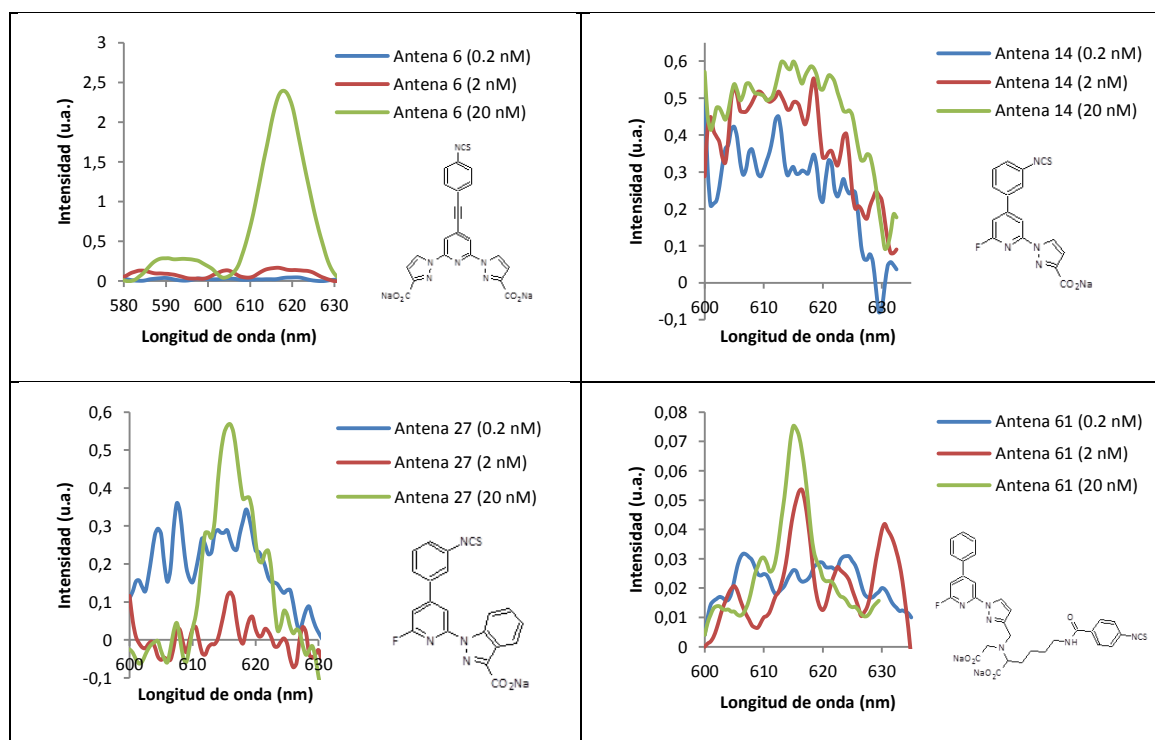 3
2,5
2
1,5
1
0,5
0
580 590 600 610 620 630
Intensidad (u.a.)
Longitud de onda (nm)
Antena 6 (0.2 nM)
Antena 6 (2 nM)
Antena 6 (20 nM)
NCS
N N N
N N
NaO2C
CO2Na
0,6
0,5
0,4
0,3
0,2
0,1
0
-0,1
600 610 620 630
Intensidad (u.a.)
Longitud de onda (nm)
Antena 14 (0.2 nM)
Antena 14 (2 nM)
Antena 14 (20 nM)
NCS
F N N
N
CO2Na
0,6
0,5
0,4
0,3
0,2
0,1
0
-0,1
600 610 620 630
Intensidad (u.a.)
Longitud de onda (nm)
Antena 27 (0.2 nM)
Antena 27 (2 nM)
Antena 27 (20 nM)
NCS
F N N
N
CO2Na
0,08
0,07
0,06
0,05
0,04
0,03
0,02
0,01
0
600 610 620 630
Intensidad (u.a.)
Longitud de onda (nm)
Antena 61 (0.2 nM)
Antena 61 (2 nM)
Antena 61 (20 nM)
F N N
N
O
NH
NCS
NaO2C
N
NaO2C